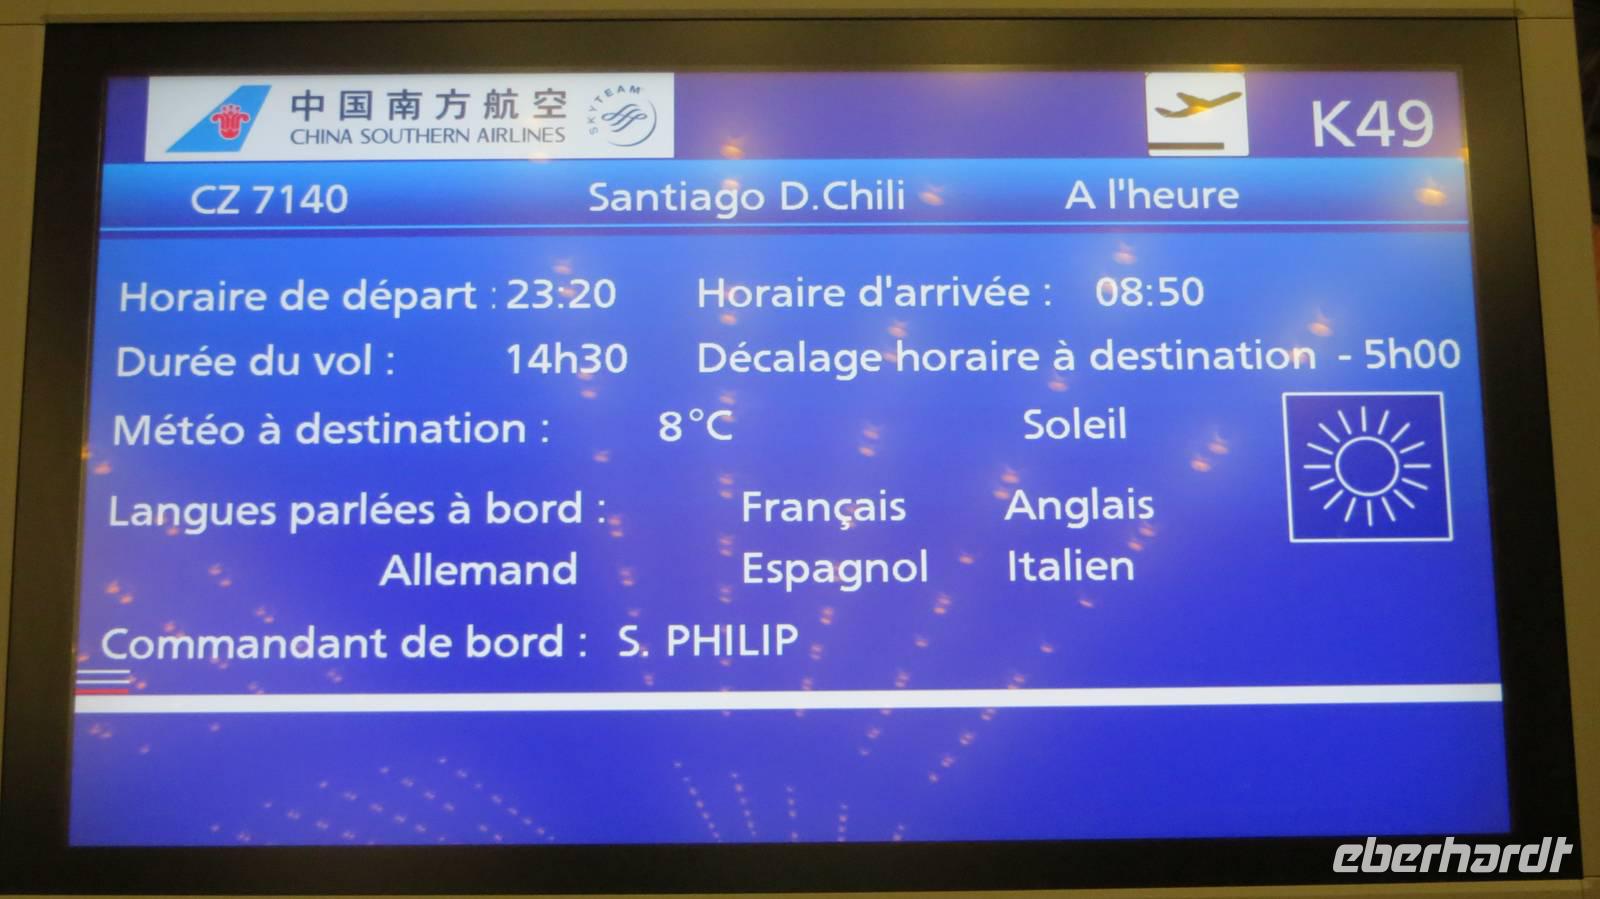 中国南方航空
CHINA SOUTHERN AIRLINES
SKYTEAM
K49
CZ 7140 Santiago D.Chili A l'heure
Horaire de départ : 23:20 Horaire d'arrivée : 08:50
Durée du vol : 14h30 Décalage horaire à destination - 5h00
Météo à destination : 8°C Soleil
Langues parlées à bord : Français Anglais
Allemand Espagnol Italien
Commandant de bord : S. PHILIP
eberhardt